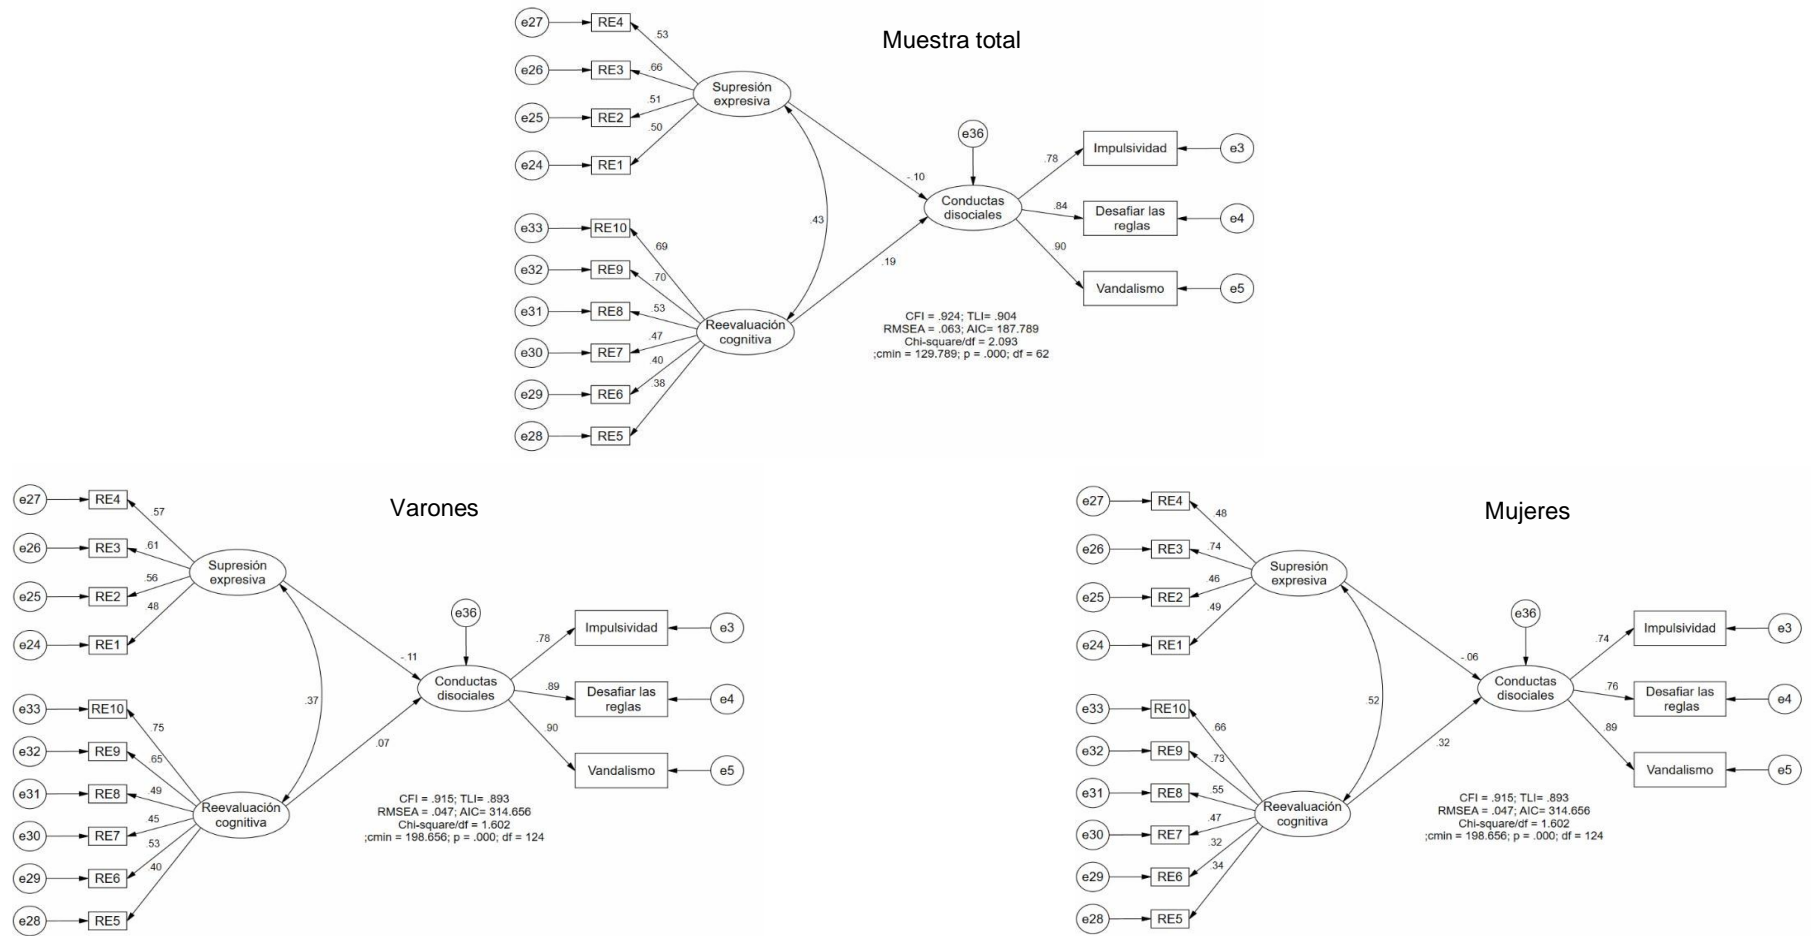 Muestra total
e27
RE4
.53
e26
RE3
.66
Supresión
expresiva
e25
RE2
.51
e24
RE1
.50
e36
Impulsividad
e3
.78
-.10
Conductas
disociales
.84
Desafiar las
reglas
e4
.43
.90
e33
RE10
.69
.19
Vandalismo
e5
e32
RE9
.70
e31
RE8
.53
Reevaluación
cognitiva
e30
RE7
.47
e29
RE6
.40
e28
RE5
.38
CFI = .924; TLI= .904
RMSEA = .063; AIC= 187.789
Chi-square/df = 2.093
;cmin = 129.789; p = .000; df = 62
Varones
e27
RE4
.57
e26
RE3
.61
Supresión
expresiva
e25
RE2
.56
e24
RE1
.48
e36
Impulsividad
e3
.78
-.11
Conductas
disociales
.89
Desafiar las
reglas
e4
.37
.90
e33
RE10
.75
.07
Vandalismo
e5
e32
RE9
.65
e31
RE8
.49
Reevaluación
cognitiva
e30
RE7
.45
e29
RE6
.53
e28
RE5
.40
CFI = .915; TLI= .893
RMSEA = .047; AIC= 314.656
Chi-square/df = 1.602
;cmin = 198.656; p = .000; df = 124
Mujeres
e27
RE4
.48
e26
RE3
.74
Supresión
expresiva
e25
RE2
.46
e24
RE1
.49
e36
Impulsividad
e3
.74
-.06
Conductas
disociales
.76
Desafiar las
reglas
e4
.52
.89
e33
RE10
.66
.32
Vandalismo
e5
e32
RE9
.73
e31
RE8
.55
Reevaluación
cognitiva
e30
RE7
.47
e29
RE6
.32
e28
RE5
.34
CFI = .915; TLI= .893
RMSEA = .047; AIC= 314.656
Chi-square/df = 1.602
;cmin = 198.656; p = .000; df = 124